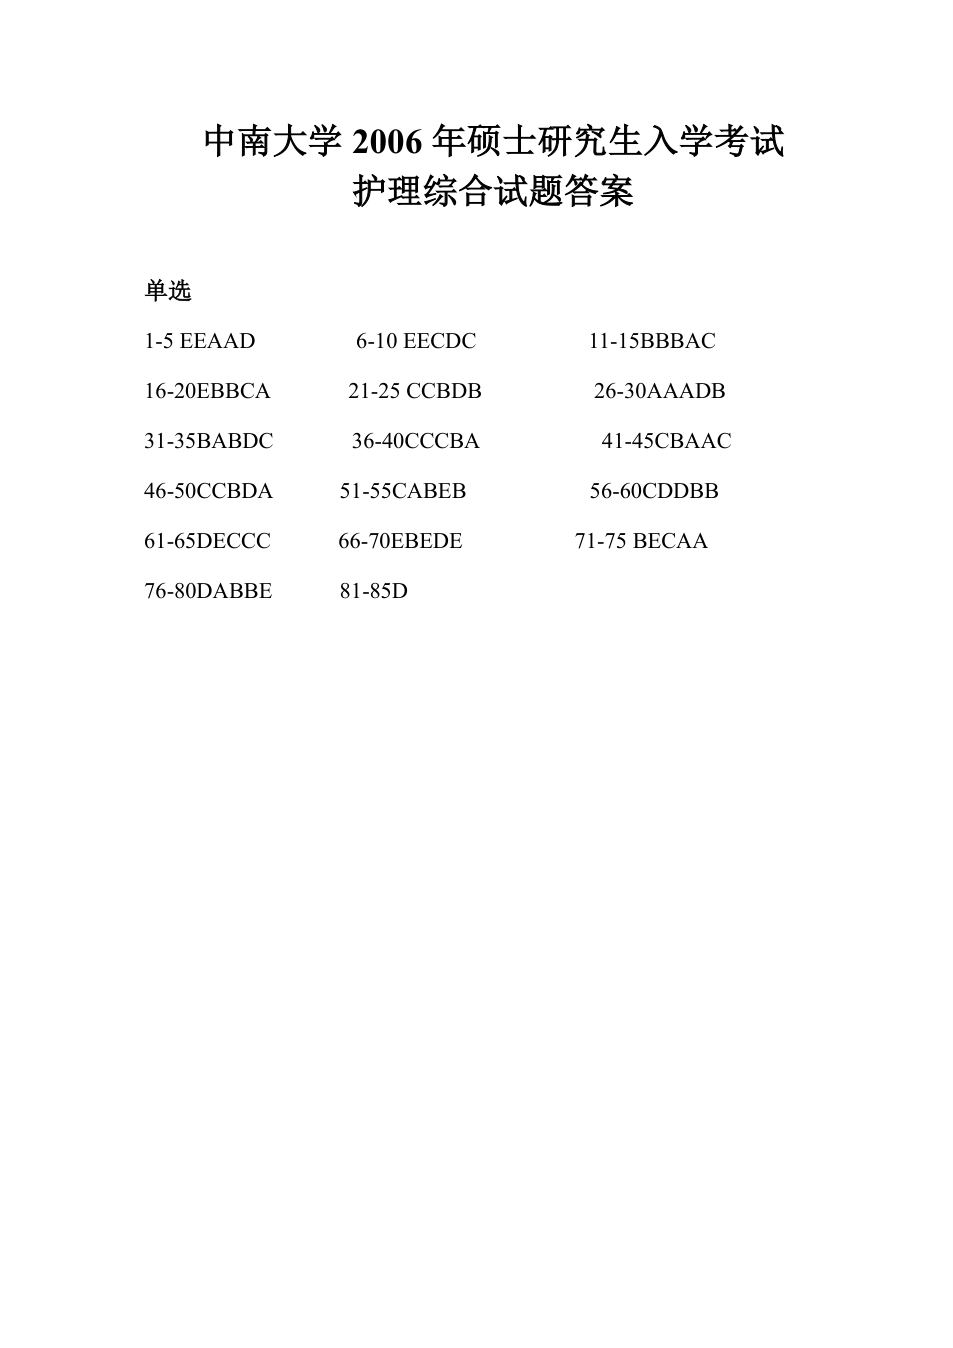 中南大学 2006 年硕士研究生入学考试
护理综合试题答案
单选
1-5 EEAAD 6-10 EECDC 11-15BBBAC
16-20EBBCA 21-25 CCBDB 26-30AAADB
31-35BABDC 36-40CCCBA 41-45CBAAC
46-50CCBDA 51-55CABEB 56-60CDDBB
61-65DECCC 66-70EBEDE 71-75 BECAA
76-80DABBE 81-85D